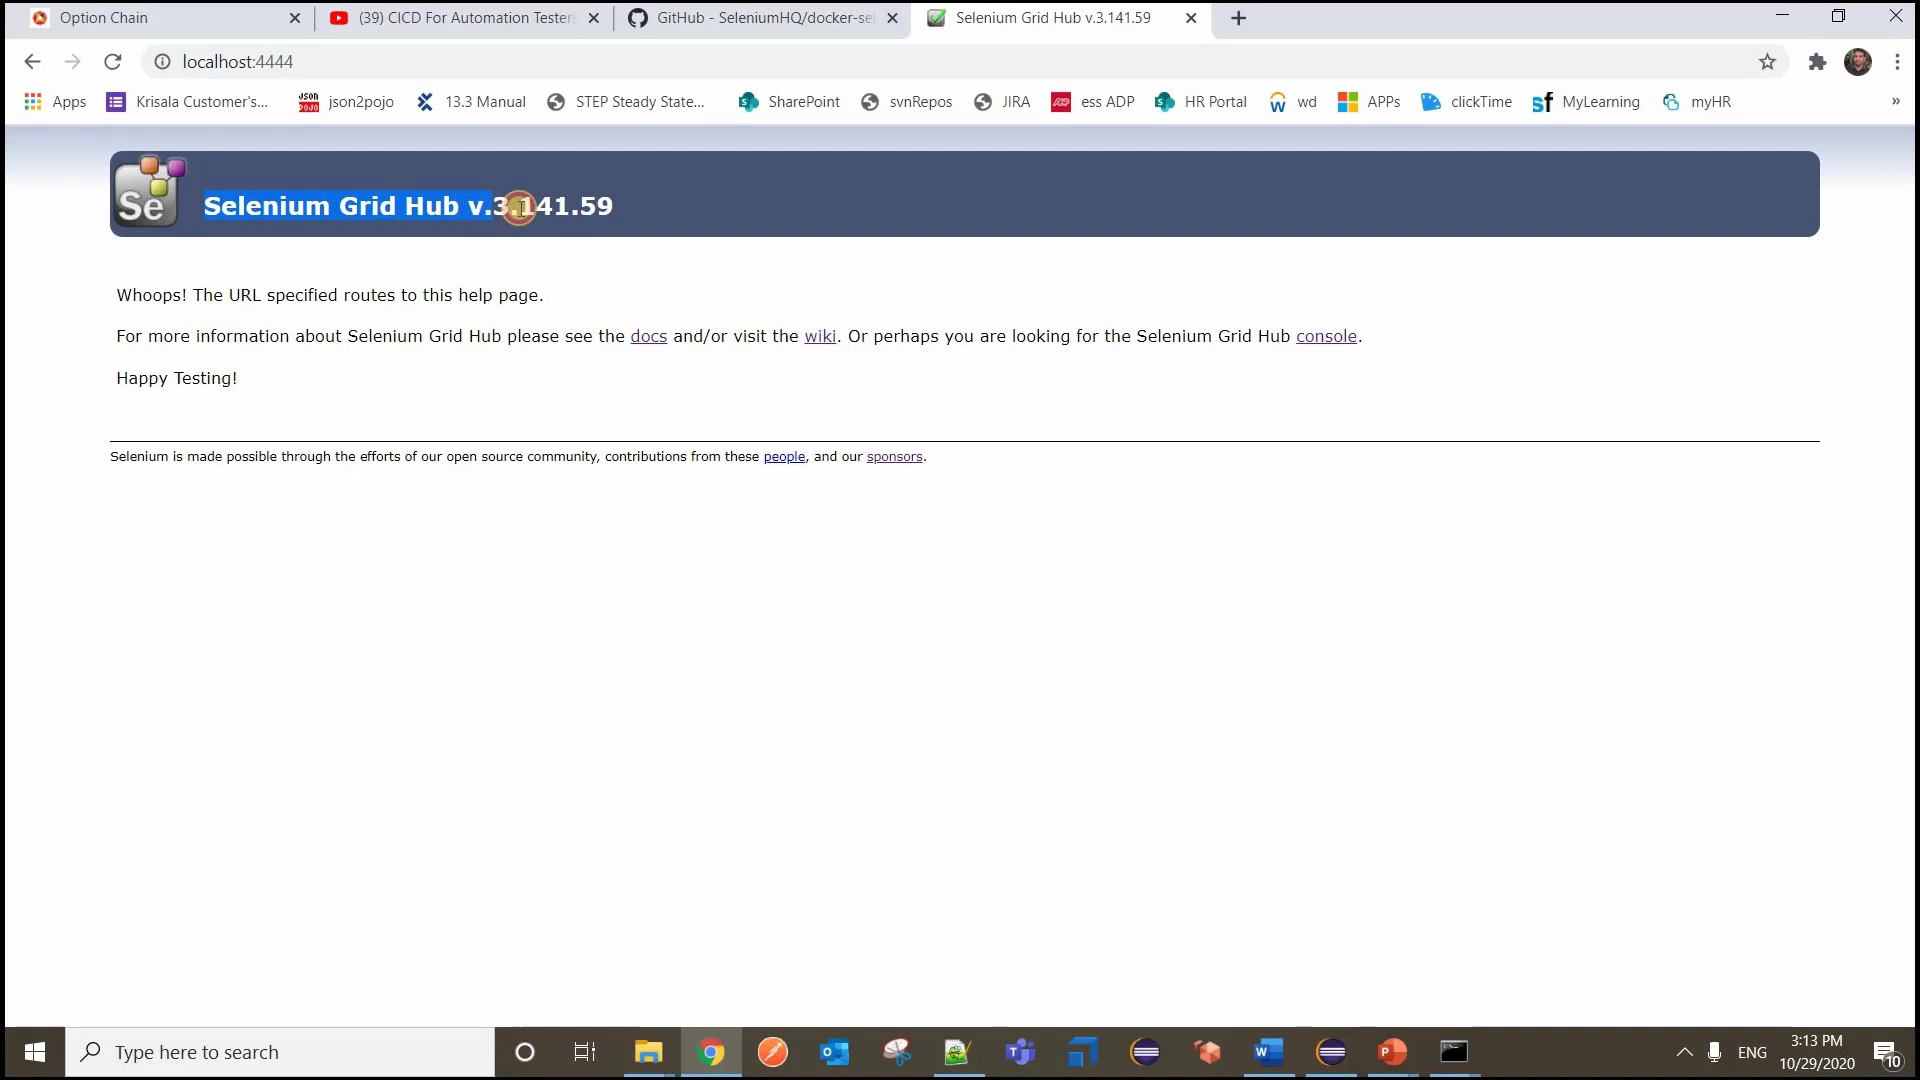 Option Chain
(39) CICD For Automation Testers
GitHub - SeleniumHQ/docker-sel
Selenium Grid Hub v.3.141.59
localhost:4444
Apps
Krisala Customer's...
JSON POJO
json2pojo
13.3 Manual
STEP Steady State...
SharePoint
svnRepos
JIRA
ess ADP
HR Portal
wd
APPs
clickTime
sf
MyLearning
myHR
»
Se
Selenium Grid Hub v.3.141.59
Whoops! The URL specified routes to this help page.
For more information about Selenium Grid Hub please see the docs and/or visit the wiki. Or perhaps you are looking for the Selenium Grid Hub console.
Happy Testing!
Selenium is made possible through the efforts of our open source community, contributions from these people, and our sponsors.
Type here to search
ENG
3:13 PM
10/29/2020
10